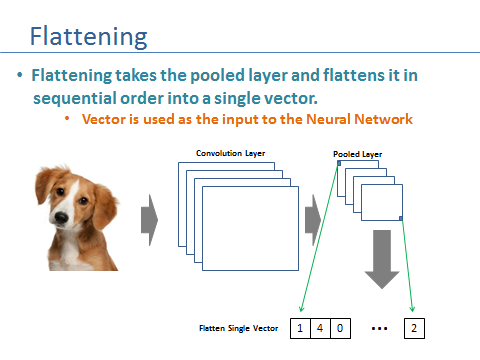 Flattening
• Flattening takes the pooled layer and flattens it in
sequential order into a single vector.
• Vector is used as the input to the Neural Network
Convolution Layer
Pooled Layer
Flatten Single Vector 1 4 0 ••• 2